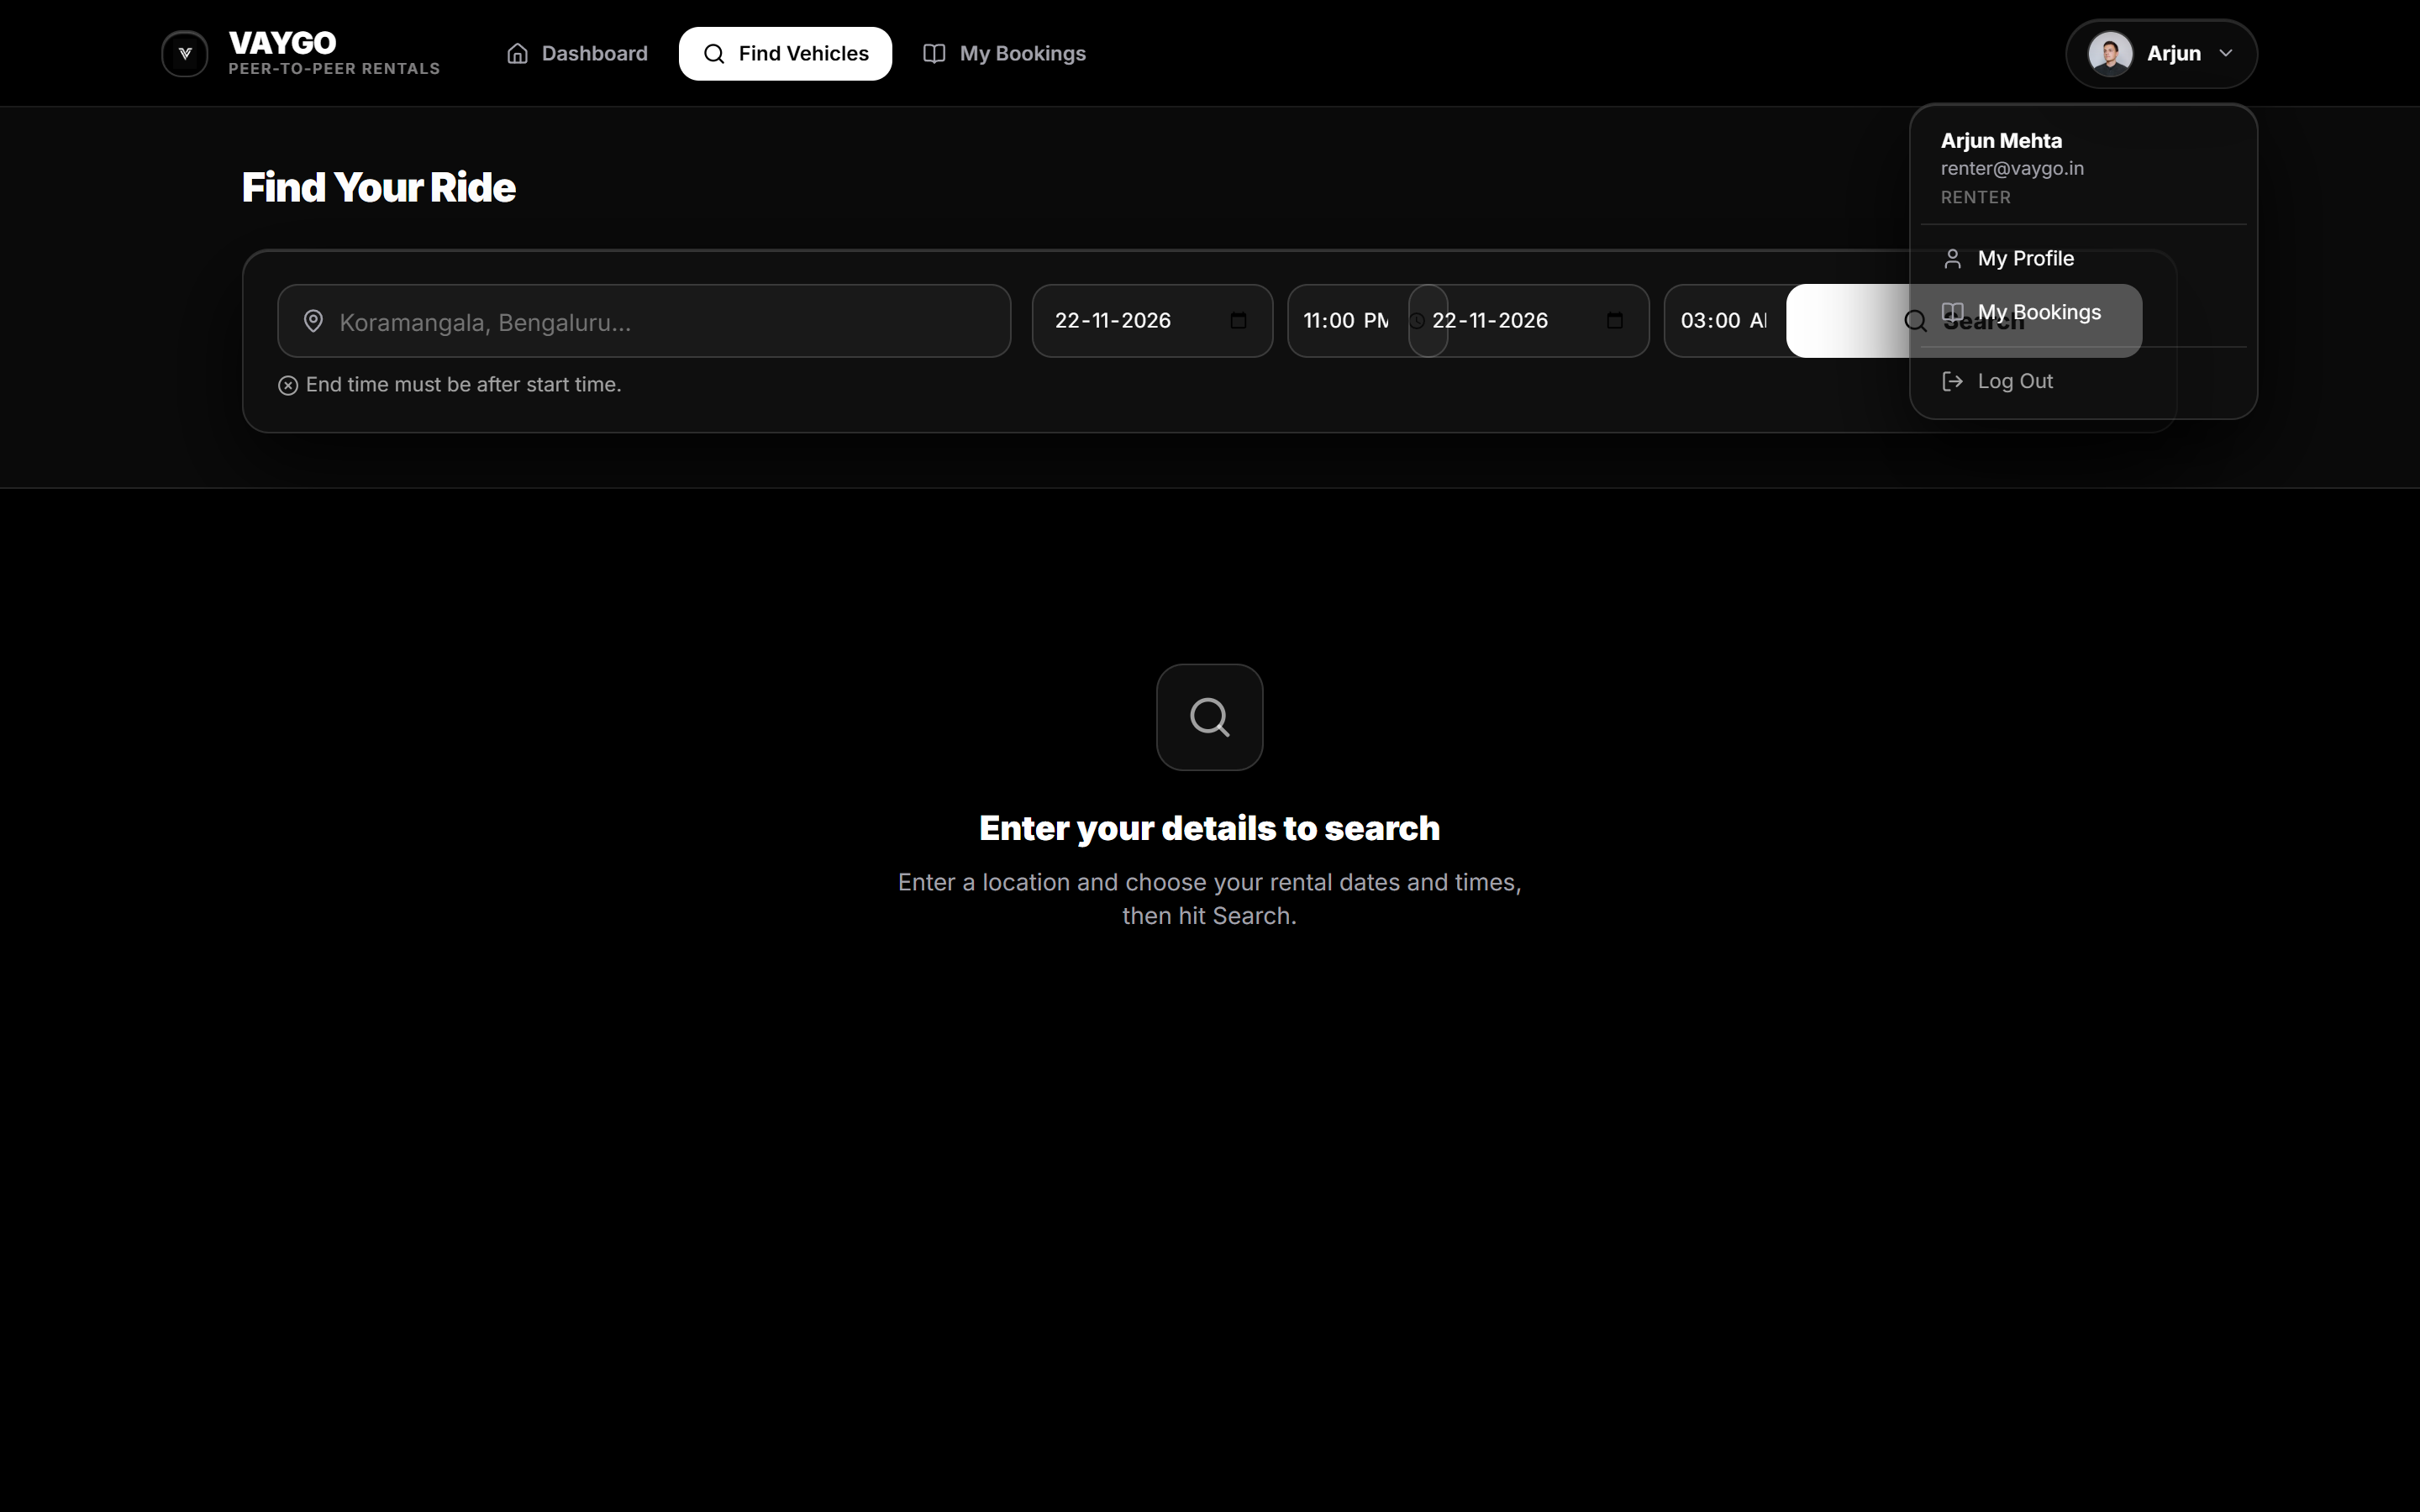 VAYGO
PEER-TO-PEER RENTALS
Dashboard
Find Vehicles
My Bookings
Arjun
Arjun Mehta
renter@vaygo.in
RENTER
My Profile
My Bookings
Log Out
Find Your Ride
Koramangala, Bengaluru...
22-11-2026
11:00 PM
22-11-2026
03:00
Search
End time must be after start time.
Enter your details to search
Enter a location and choose your rental dates and times,
then hit Search.